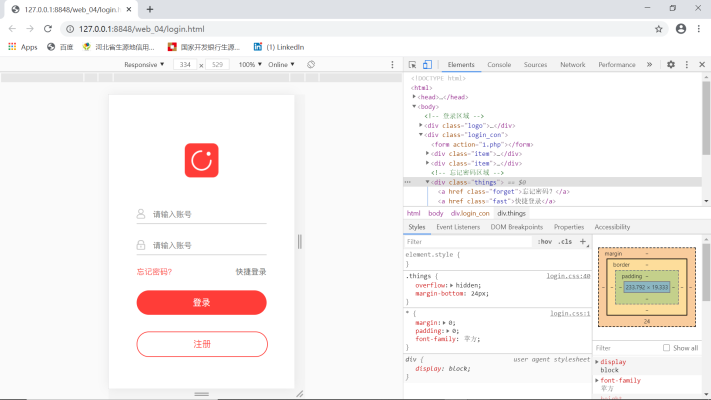 127.0.0.1:8848/web_04/login.htm
127.0.0.1:8848/web_04/login.html
Apps
百度
河北省生源地信用...
国家开发银行生源...
(1) LinkedIn
Responsive ▼ 334 × 529 100% ▼ Online ▼
请输入账号
请输入账号
忘记密码? 快捷登录
登录
注册
Elements Console Sources Network Performance »
<!DOCTYPE html>
<html>
▶<head>…</head>
▼<body>
<!-- 登录区域 -->
▶<div class="logo">…</div>
▼<div class="login_con">
<form action="1.php"></form>
▶<div class="item">…</div>
▶<div class="item">…</div>
<!-- 忘记密码区域 -->
▼<div class="things"> == $0
<a href class="forget">忘记密码? </a>
<a href class="fast">快捷登录</a>
html body div.login_con div.things
Styles Event Listeners DOM Breakpoints Properties Accessibility
Filter :hov .cls +
element.style {
}
.things { login.css:40
overflow:▶ hidden;
margin-bottom: 24px;
}
* { login.css:1
margin:▶ 0;
padding:▶ 0;
font-family: 苹方;
}
div { user agent stylesheet
display: block;
}
margin -
border -
padding -
233.792 × 19.333
-
-
24
Filter Show all
▶display
block
▶font-family
苹方